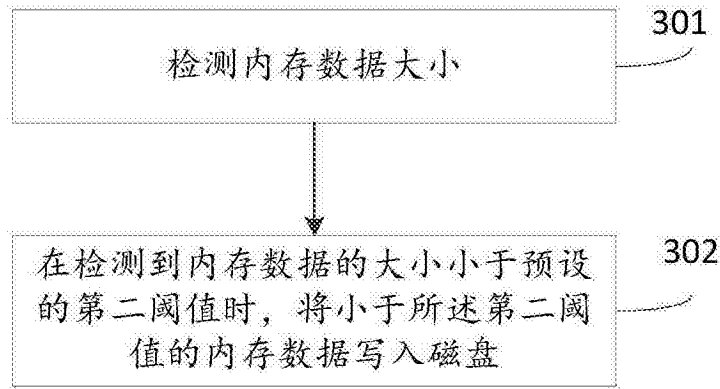 301
检测内存数据大小
302
在检测到内存数据的大小小于预设
的第二阈值时，将小于所述第二阈
值的内存数据写入磁盘